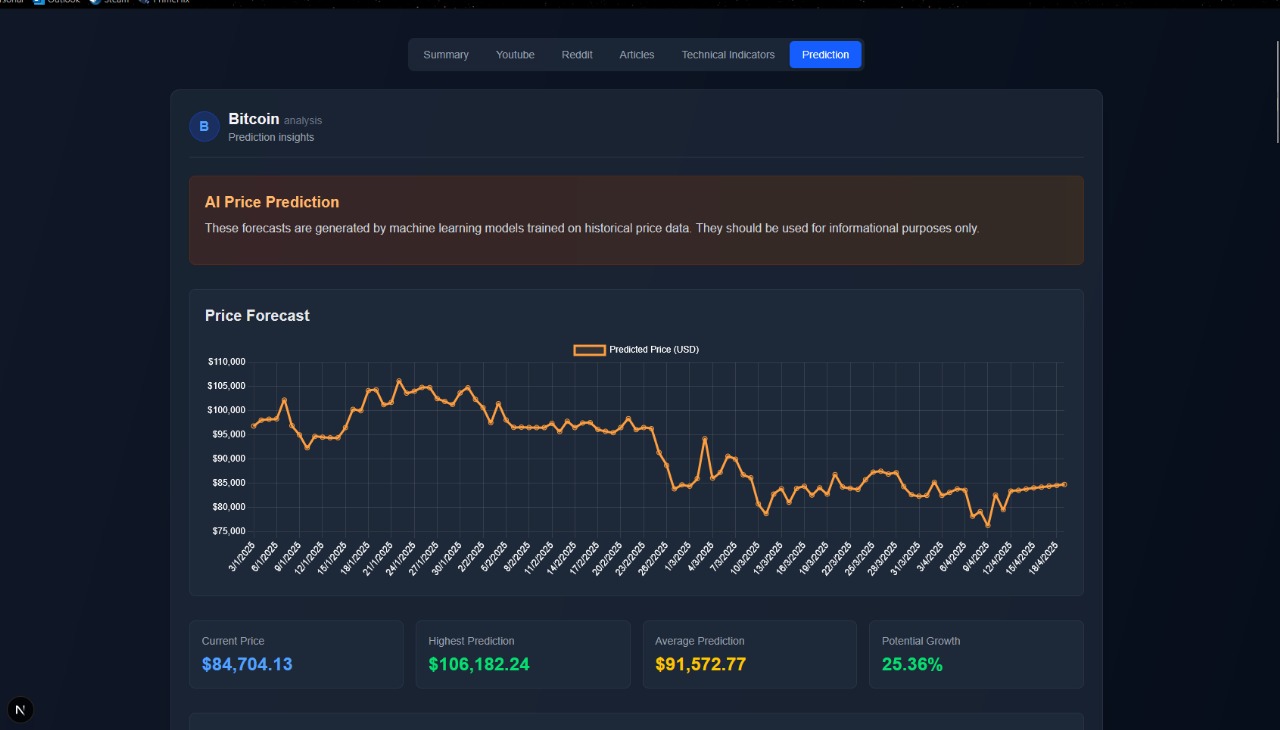 Outlook
Steam
Summary Youtube Reddit Articles Technical Indicators Prediction
B
Bitcoin analysis
Prediction insights
AI Price Prediction
These forecasts are generated by machine learning models trained on historical price data. They should be used for informational purposes only.
Price Forecast
Predicted Price (USD)
$110,000
$105,000
$100,000
$95,000
$90,000
$85,000
$80,000
$75,000
3/1/2025 6/1/2025 9/1/2025 12/1/2025 15/1/2025 18/1/2025 21/1/2025 24/1/2025 27/1/2025 30/1/2025 2/2/2025 5/2/2025 8/2/2025 11/2/2025 14/2/2025 17/2/2025 20/2/2025 23/2/2025 26/2/2025 1/3/2025 4/3/2025 7/3/2025 10/3/2025 13/3/2025 16/3/2025 19/3/2025 22/3/2025 25/3/2025 28/3/2025 31/3/2025 3/4/2025 6/4/2025 9/4/2025 12/4/2025 15/4/2025 18/4/2025
Current Price Highest Prediction Average Prediction Potential Growth
$84,704.13 $106,182.24 $91,572.77 25.36%
N